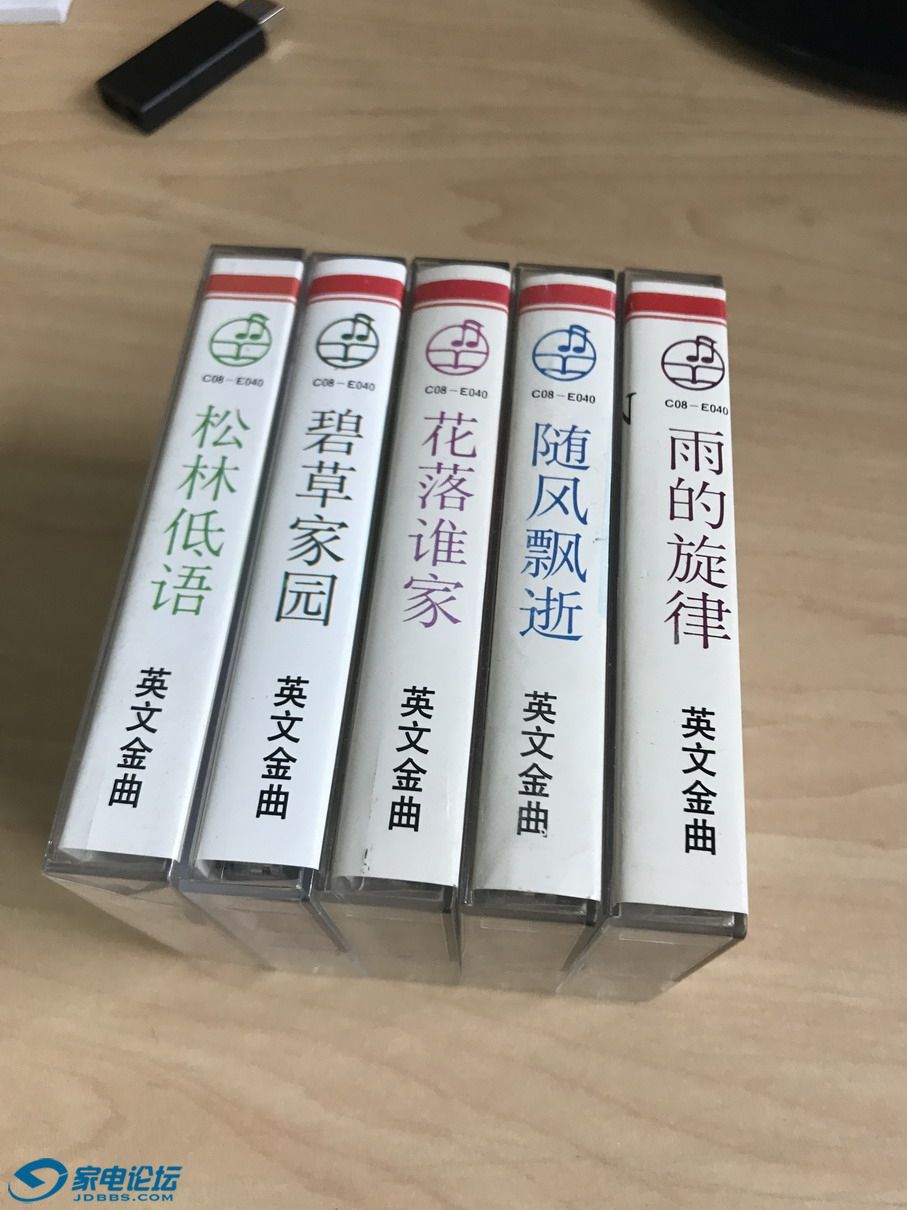 C08-E040
松林低语
英文金曲
C08-E040
碧草家园
英文金曲
C08-E040
花落谁家
英文金曲
C08-E040
随风飘逝
英文金曲
C08-E040
雨的旋律
英文金曲
家电论坛
JDBBS.COM